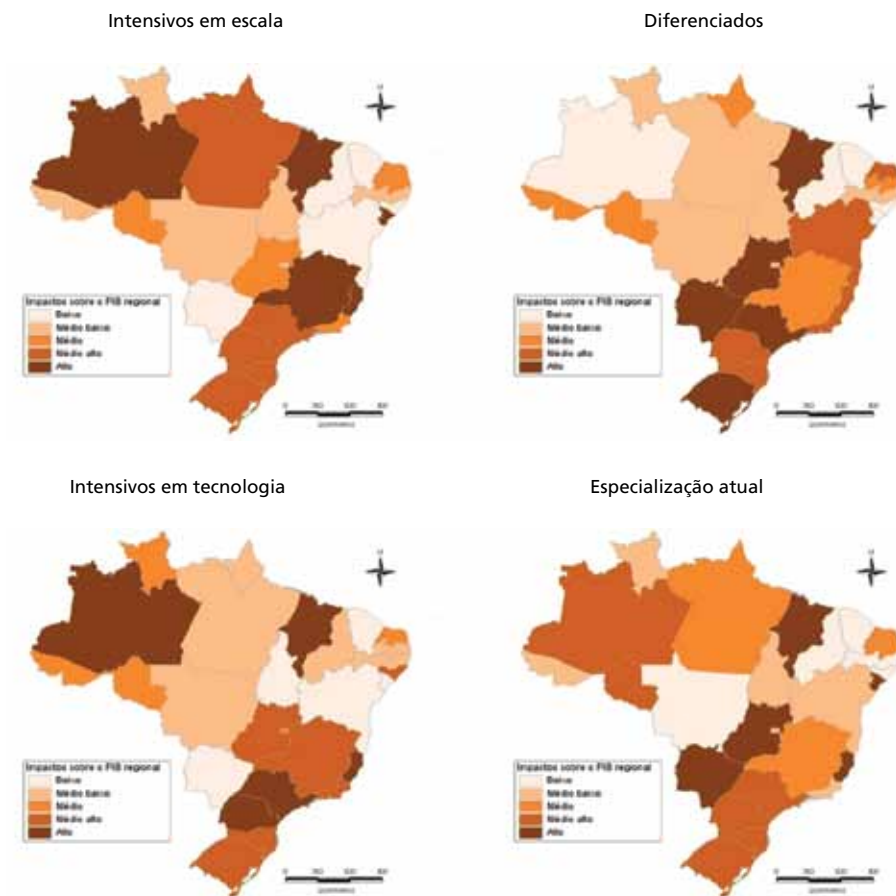 Intensivos em escala
Diferenciados
Impactos sobre o PIB regional
Baixo
Médio baixo
Médio
Médio alto
Alto
Impactos sobre o PIB regional
Baixo
Médio baixo
Médio
Médio alto
Alto
Intensivos em tecnologia
Especialização atual
Impactos sobre o PIB regional
Baixo
Médio baixo
Médio
Médio alto
Alto
Impactos sobre o PIB regional
Baixo
Médio baixo
Médio
Médio alto
Alto